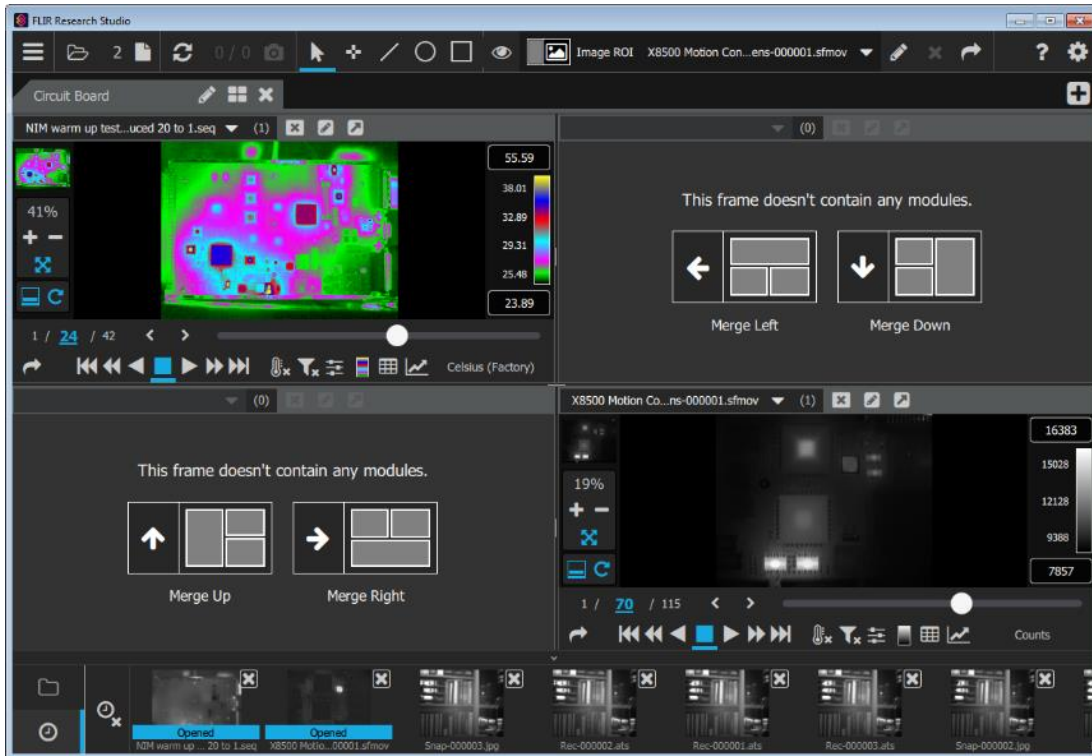 FLIR Research Studio
2
0 / 0
Image ROI
X8500 Motion Con...ens-000001.sfmov
?
Circuit Board
NIM warm up test...uced 20 to 1.seq
(1)
41%
55.59
38.01
32.89
29.31
25.48
23.89
1 / 24 / 42
Celsius (Factory)
(0)
This frame doesn't contain any modules.
Merge Left
Merge Down
(0)
This frame doesn't contain any modules.
Merge Up
Merge Right
X8500 Motion Co...ns-000001.sfmov
(1)
19%
16383
15028
12128
9388
7857
1 / 70 / 115
Counts
Opened
NIM warm up ... 20 to 1.seq
Opened
X8500 Motio...00001.sfmov
Snap-000003.jpg
Rec-000002.ats
Rec-000001.ats
Rec-000003.ats
Snap-000002.jpg